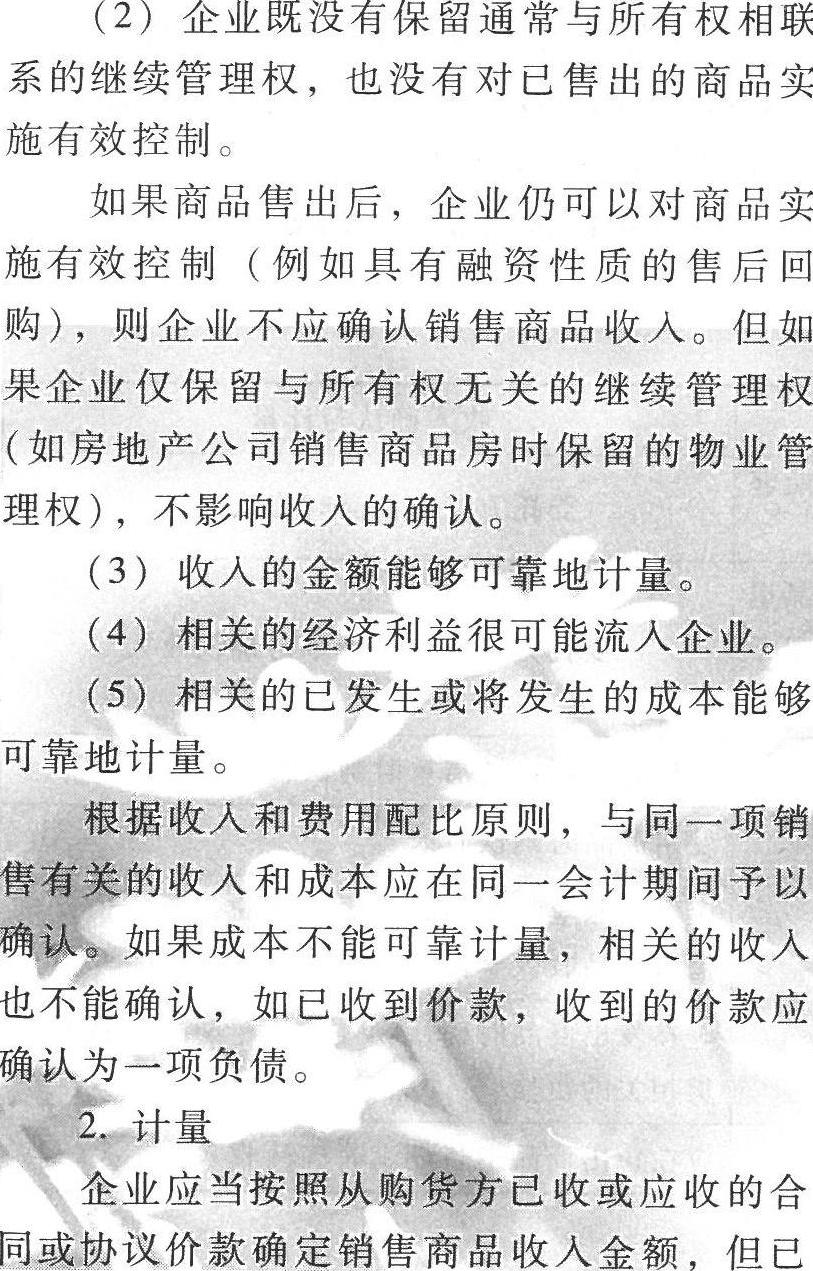 （2）企业既没有保留通常与所有权相联
系的继续管理权，也没有对已售出的商品实
施有效控制。
如果商品售出后，企业仍可以对商品实
施有效控制（例如具有融资性质的售后回
购），则企业不应确认销售商品收入。但如
果企业仅保留与所有权无关的继续管理权
（如房地产公司销售商品房时保留的物业管
理权），不影响收入的确认。
（3）收入的金额能够可靠地计量。
（4）相关的经济利益很可能流入企业。
（5）相关的已发生或将发生的成本能够
可靠地计量。
根据收入和费用配比原则，与同一项销
售有关的收入和成本应在同一会计期间予以
确认。如果成本不能可靠计量，相关的收入
也不能确认，如已收到价款，收到的价款应
确认为一项负债。
2. 计量
企业应当按照从购货方已收或应收的合
同或协议价款确定销售商品收入金额，但已